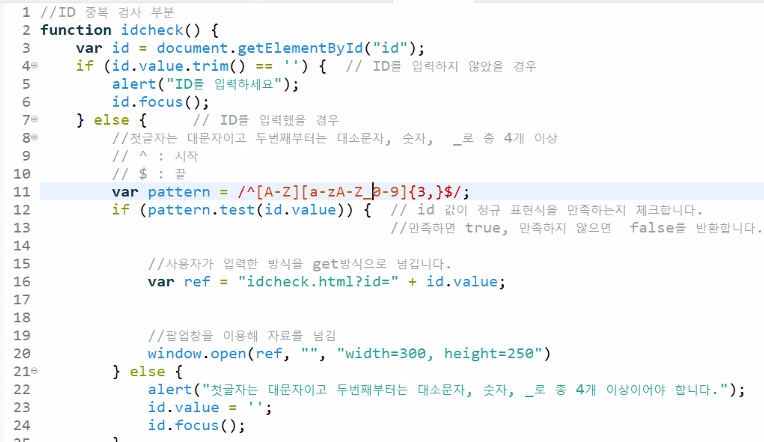 1 //ID 중복 검사 부분
2 function idcheck() {
3 var id = document.getElementById("id");
4 if (id.value.trim() == '') { // ID를 입력하지 않았을 경우
5 alert("ID를 입력하세요");
6 id.focus();
7 } else { // ID를 입력했을 경우
8 //첫글자는 대문자이고 두번째부터는 대소문자, 숫자, _로 총 4개 이상
9 // ^ : 시작
10 // $ : 끝
11 var pattern = /^[A-Z][a-zA-Z_0-9]{3,}$/;
12 if (pattern.test(id.value)) { // id 값이 정규 표현식을 만족하는지 체크합니다.
13 //만족하면 true, 만족하지 않으면 false를 반환합니다.
14
15 //사용자가 입력한 방식을 get방식으로 넘깁니다.
16 var ref = "idcheck.html?id=" + id.value;
17
18
19 //팝업창을 이용해 자료를 넘김
20 window.open(ref, "", "width=300, height=250")
21 } else {
22 alert("첫글자는 대문자이고 두번째부터는 대소문자, 숫자, _로 총 4개 이상이어야 합니다.");
23 id.value = '';
24 id.focus();